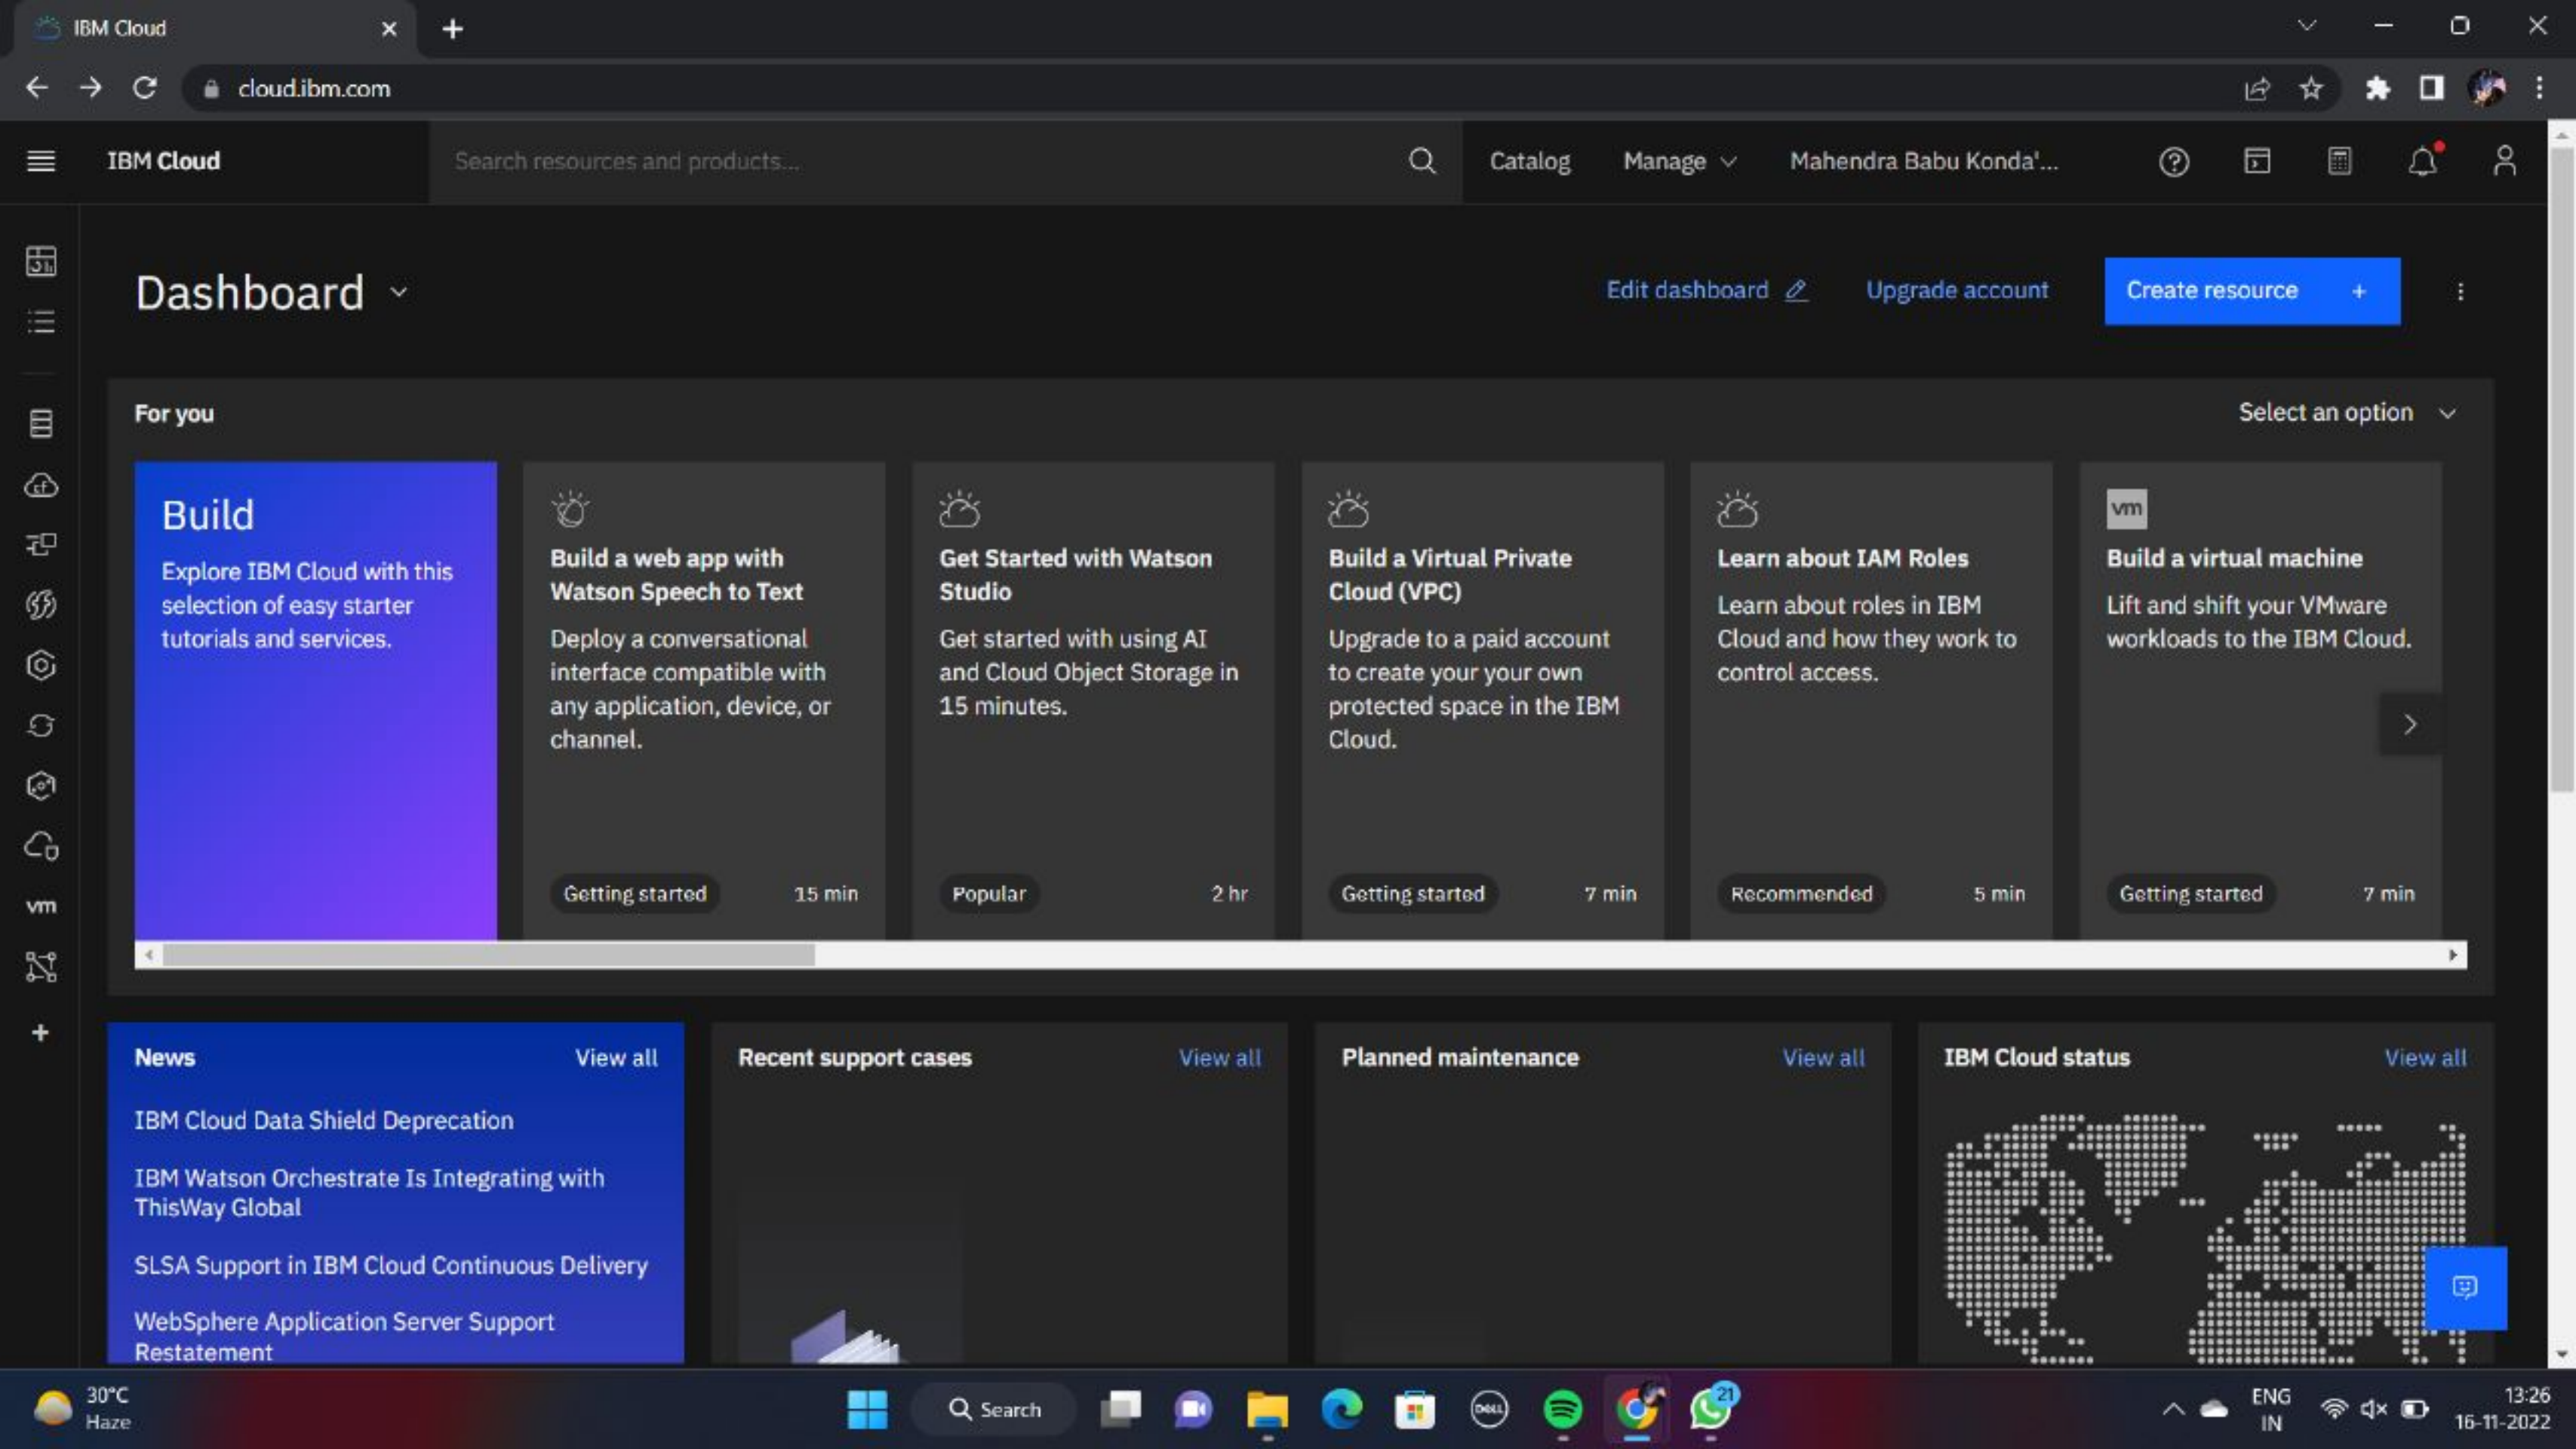 IBM Cloud
cloud.ibm.com
IBM Cloud
Search resources and products...
Catalog
Manage
Mahendra Babu Konda'...
Dashboard
Edit dashboard
Upgrade account
Create resource +
For you
Select an option
Build
Explore IBM Cloud with this
selection of easy starter
tutorials and services.
Build a web app with
Watson Speech to Text
Deploy a conversational
interface compatible with
any application, device, or
channel.
Getting started
15 min
Get Started with Watson
Studio
Get started with using AI
and Cloud Object Storage in
15 minutes.
Popular
2 hr
Build a Virtual Private
Cloud (VPC)
Upgrade to a paid account
to create your your own
protected space in the IBM
Cloud.
Getting started
7 min
Learn about IAM Roles
Learn about roles in IBM
Cloud and how they work to
control access.
Recommended
5 min
vm
Build a virtual machine
Lift and shift your VMware
workloads to the IBM Cloud.
Getting started
7 min
vm
News
View all
IBM Cloud Data Shield Deprecation
IBM Watson Orchestrate Is Integrating with
ThisWay Global
SLSA Support in IBM Cloud Continuous Delivery
WebSphere Application Server Support
Restatement
Recent support cases
View all
Planned maintenance
View all
IBM Cloud status
View all
30°C
Haze
Search
DELL
21
ENG
IN
13:26
16-11-2022